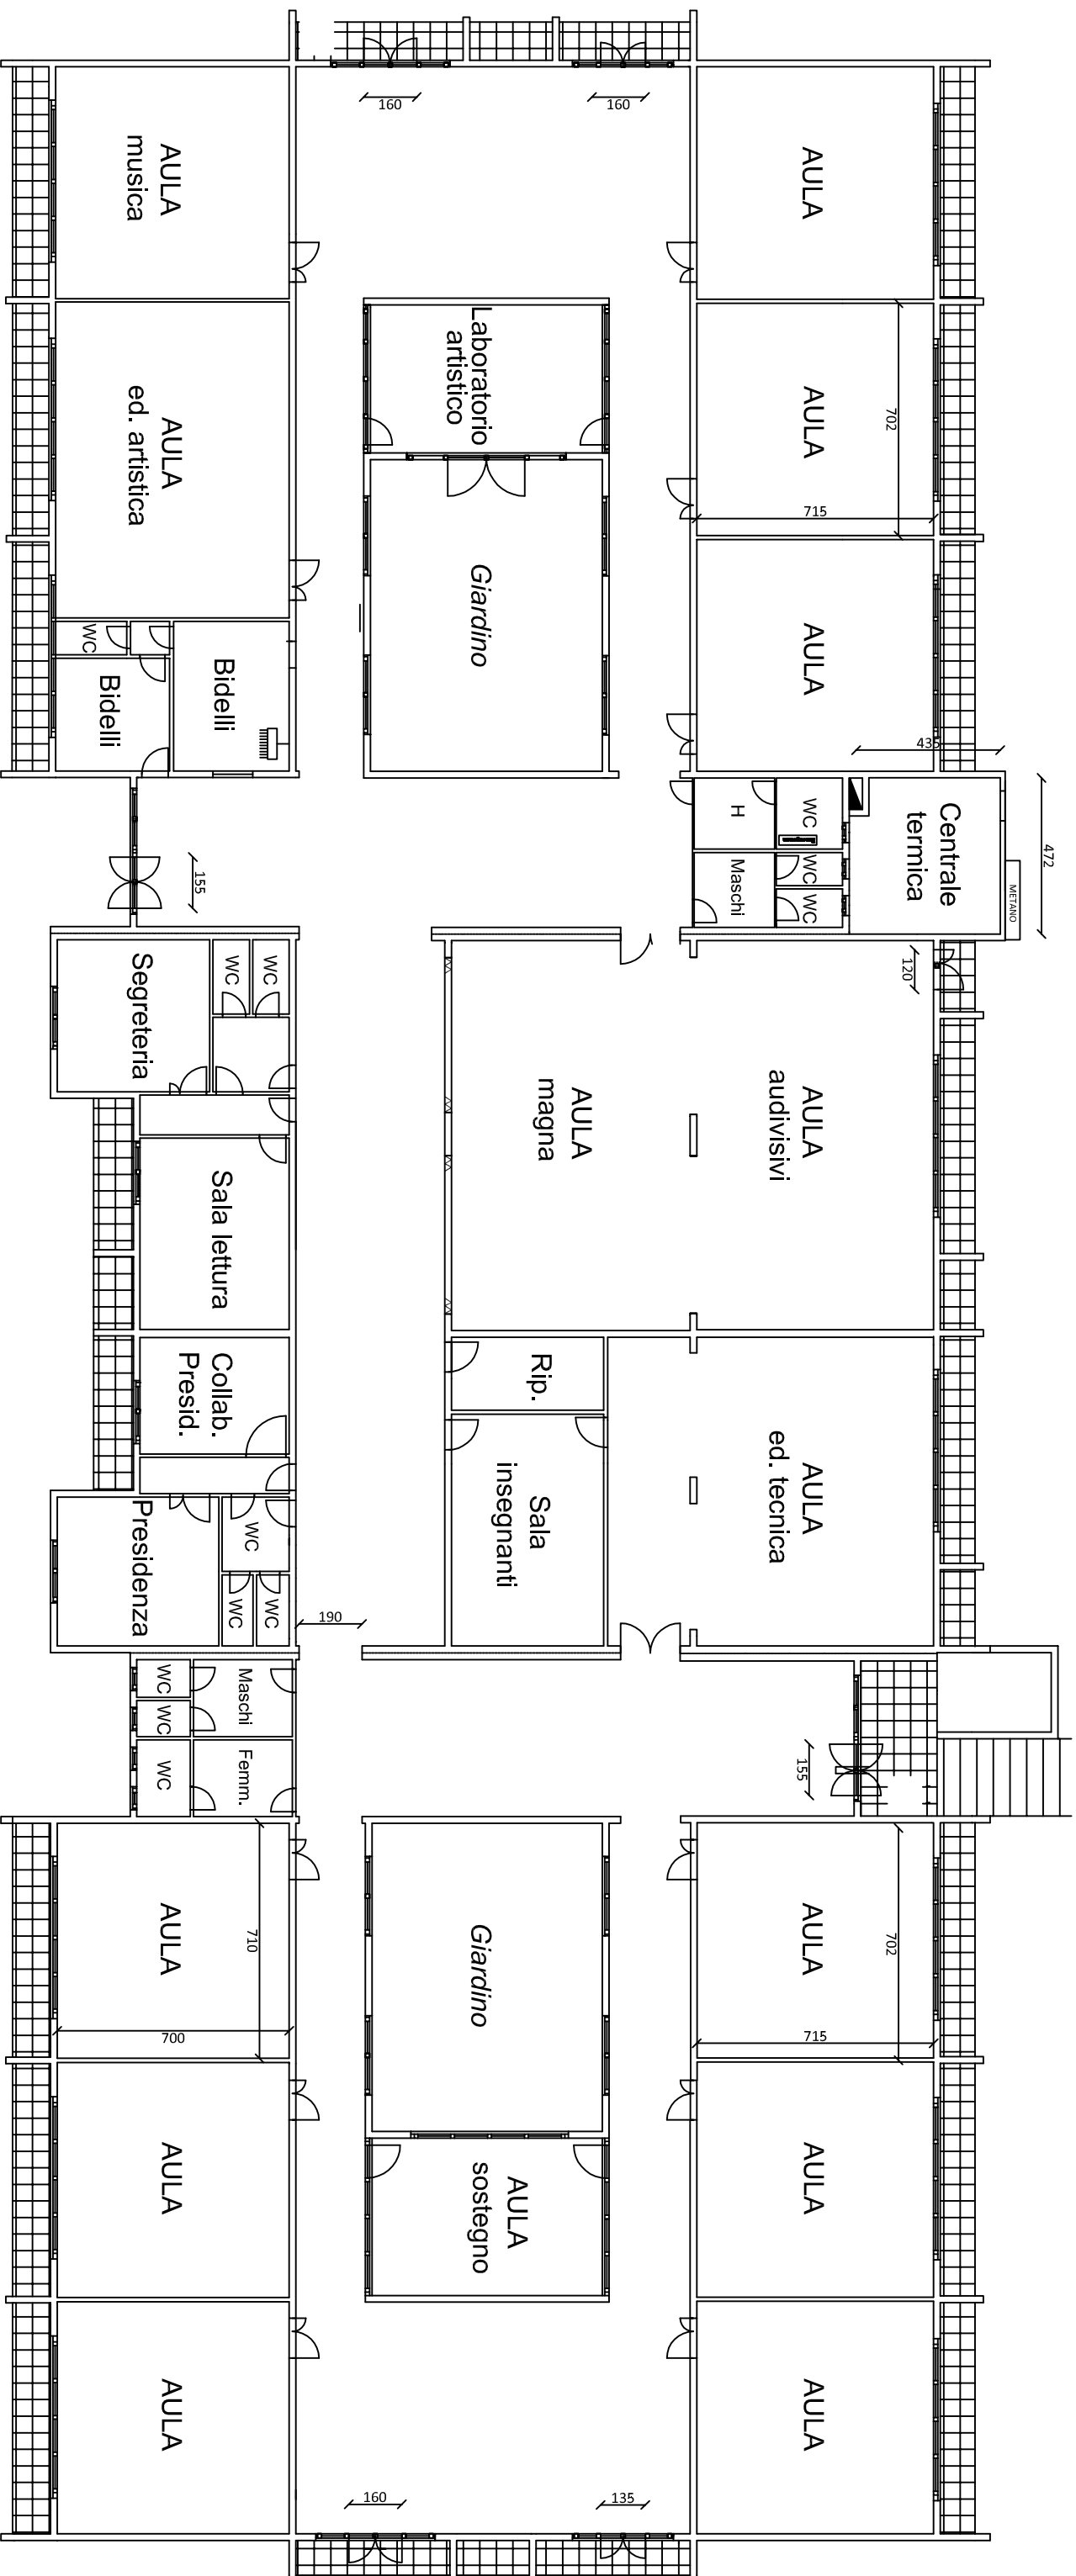 160
160
AULA
musica
AULA
Laboratorio
artistico
AULA
702
715
AULA
ed. artistica
Giardino
AULA
WC
Bidelli
Bidelli
435
Centrale
termica
472
METANO
H
WC
Maschi
WC
WC
155
120
Segreteria
WC
WC
AULA
magna
AULA
audivisivi
Sala lettura
Collab.
Presid.
Rip.
Sala
insegnanti
AULA
ed. tecnica
Presidenza
WC
WC
WC
190
WC
Maschi
WC
WC
Femm.
155
AULA
710
700
Giardino
AULA
702
715
AULA
AULA
sostegno
AULA
AULA
AULA
160
135